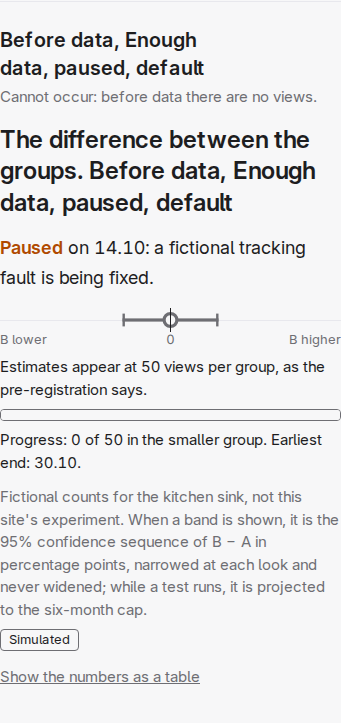 Before data, Enough
data, paused, default
Cannot occur: before data there are no views.
The difference between the
groups. Before data, Enough
data, paused, default
Paused on 14.10: a fictional tracking
fault is being fixed.
B lower 0 B higher
Estimates appear at 50 views per group, as the
pre-registration says.
Progress: 0 of 50 in the smaller group. Earliest
end: 30.10.
Fictional counts for the kitchen sink, not this
site's experiment. When a band is shown, it is the
95% confidence sequence of B − A in
percentage points, narrowed at each look and
never widened; while a test runs, it is projected
to the six-month cap.
Simulated
Show the numbers as a table